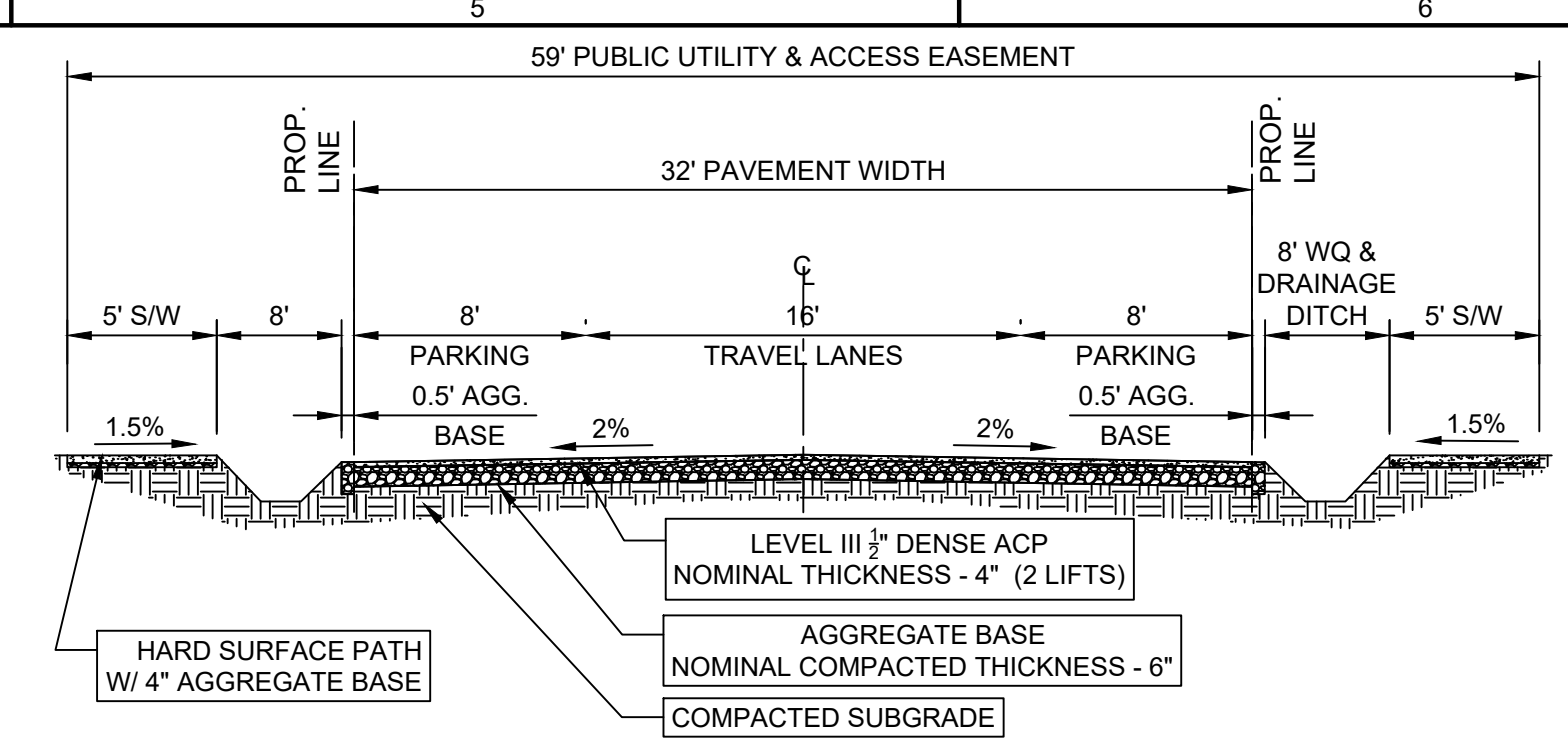 5
6
59' PUBLIC UTILITY & ACCESS EASEMENT
PROP.
LINE
32' PAVEMENT WIDTH
PROP.
LINE
5' S/W
8'
8'
PARKING
0.5' AGG.
BASE
℄
16'
TRAVEL LANES
8'
PARKING
0.5' AGG.
BASE
8' WQ &
DRAINAGE
DITCH
5' S/W
1.5%
2%
2%
1.5%
LEVEL III 1/2" DENSE ACP
NOMINAL THICKNESS - 4" (2 LIFTS)
AGGREGATE BASE
NOMINAL COMPACTED THICKNESS - 6"
HARD SURFACE PATH
W/ 4" AGGREGATE BASE
COMPACTED SUBGRADE